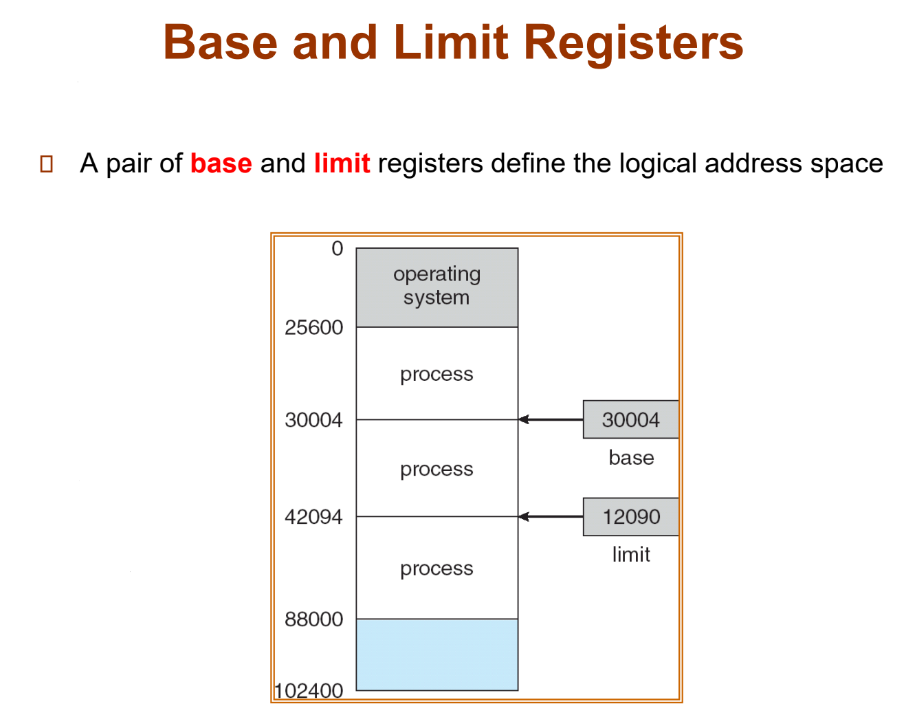 Base and Limit Registers
A pair of base and limit registers define the logical address space
0
operating
system
25600
process
30004
30004
base
process
42094
12090
limit
process
88000
102400